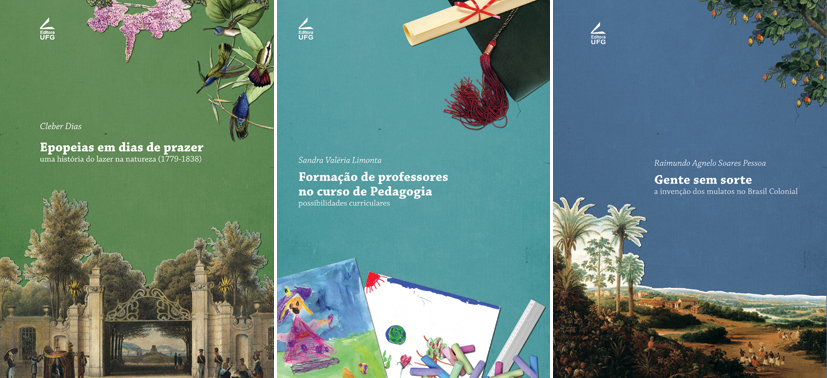 Editora
UFG
Cleber Dias
Epopeias em dias de prazer
uma história do lazer na natureza (1779-1838)
Editora
UFG
Sandra Valéria Limonta
Formação de professores
no curso de Pedagogia
possibilidades curriculares
Editora
UFG
Raimundo Agnelo Soares Pessoa
Gente sem sorte
a invenção dos mulatos no Brasil Colonial